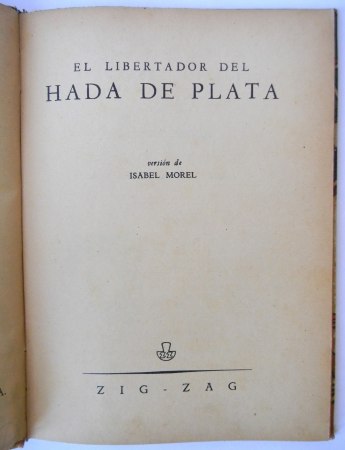 EL LIBERTADOR DEL
HADA DE PLATA
versión de
ISABEL MOREL
ZIG-ZAG
A.